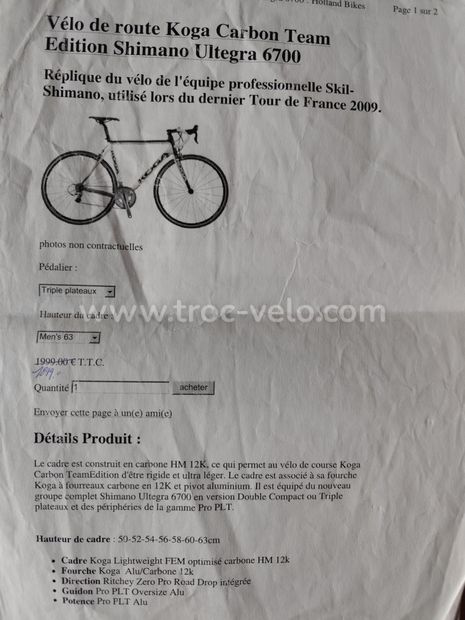 6700 : Holland Bikes
Page 1 sur 2
Vélo de route Koga Carbon Team
Edition Shimano Ultegra 6700
Réplique du vélo de l'équipe professionnelle Skil-
Shimano, utilisé lors du dernier Tour de France 2009.
KOGA
photos non contractuelles
Pédalier :
Triple plateaux
www.troc-velo.com
Hauteur du cadre :
Men's 63
1999.00 € T.T.C.
Quantité 1 acheter
Envoyer cette page à un(e) ami(e)
Détails Produit :
Le cadre est construit en carbone HM 12K, ce qui permet au vélo de course Koga
Carbon TeamEdition d'être rigide et ultra léger. Le cadre est associé à sa fourche
Koga à fourreaux carbone en 12K et pivot aluminium. Il est équipé du nouveau
groupe complet Shimano Ultegra 6700 en version Double Compact ou Triple
plateaux et des périphéries de la gamme Pro PLT.
Hauteur de cadre : 50-52-54-56-58-60-63cm
• Cadre Koga Lightweight FEM optimisé carbone HM 12k
• Fourche Koga Alu/Carbone 12k
• Direction Ritchey Zero Pro Road Drop intégrée
• Guidon Pro PLT Oversize Alu
• Potence Pro PLT Alu